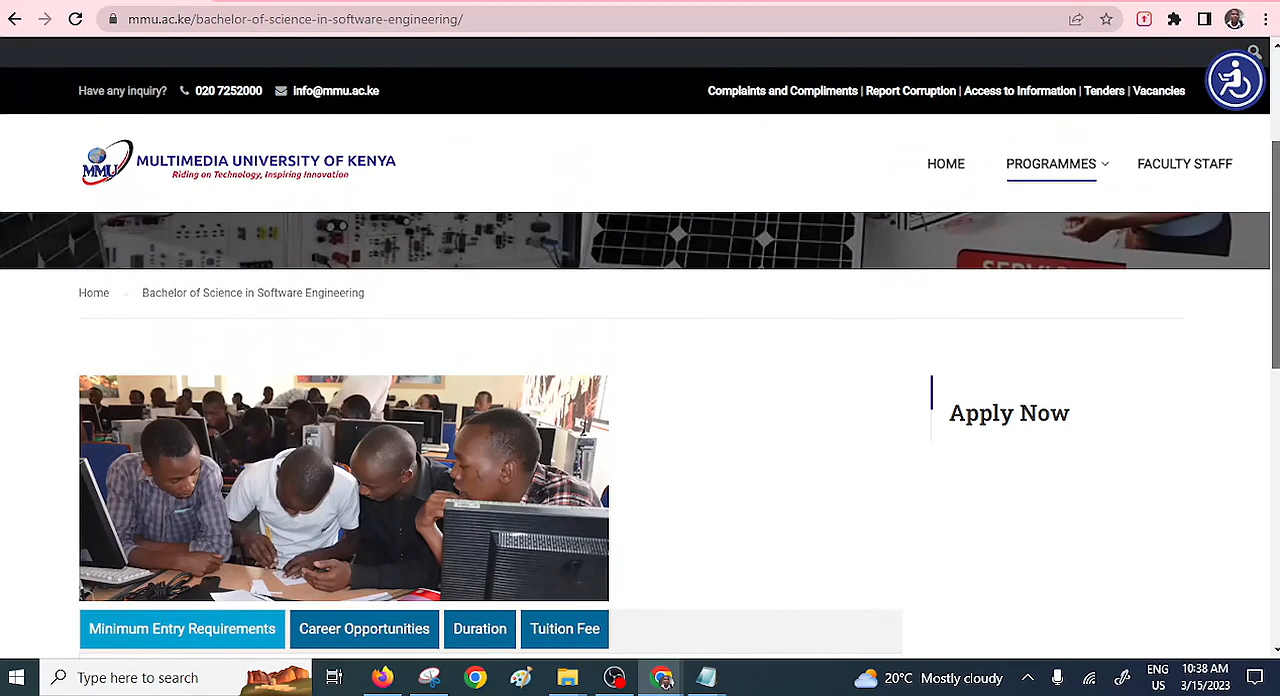 mmu.ac.ke/bachelor-of-science-in-software-engineering/
Have any inquiry? 020 7252000 info@mmu.ac.ke
Complaints and Compliments | Report Corruption | Access to Information | Tenders | Vacancies
MMU
MULTIMEDIA UNIVERSITY OF KENYA
Riding on Technology, Inspiring Innovation
HOME PROGRAMMES FACULTY STAFF
Home Bachelor of Science in Software Engineering
Apply Now
Minimum Entry Requirements Career Opportunities Duration Tuition Fee
Type here to search
20°C Mostly cloudy
ENG
US
10:38 AM
3/15/2023